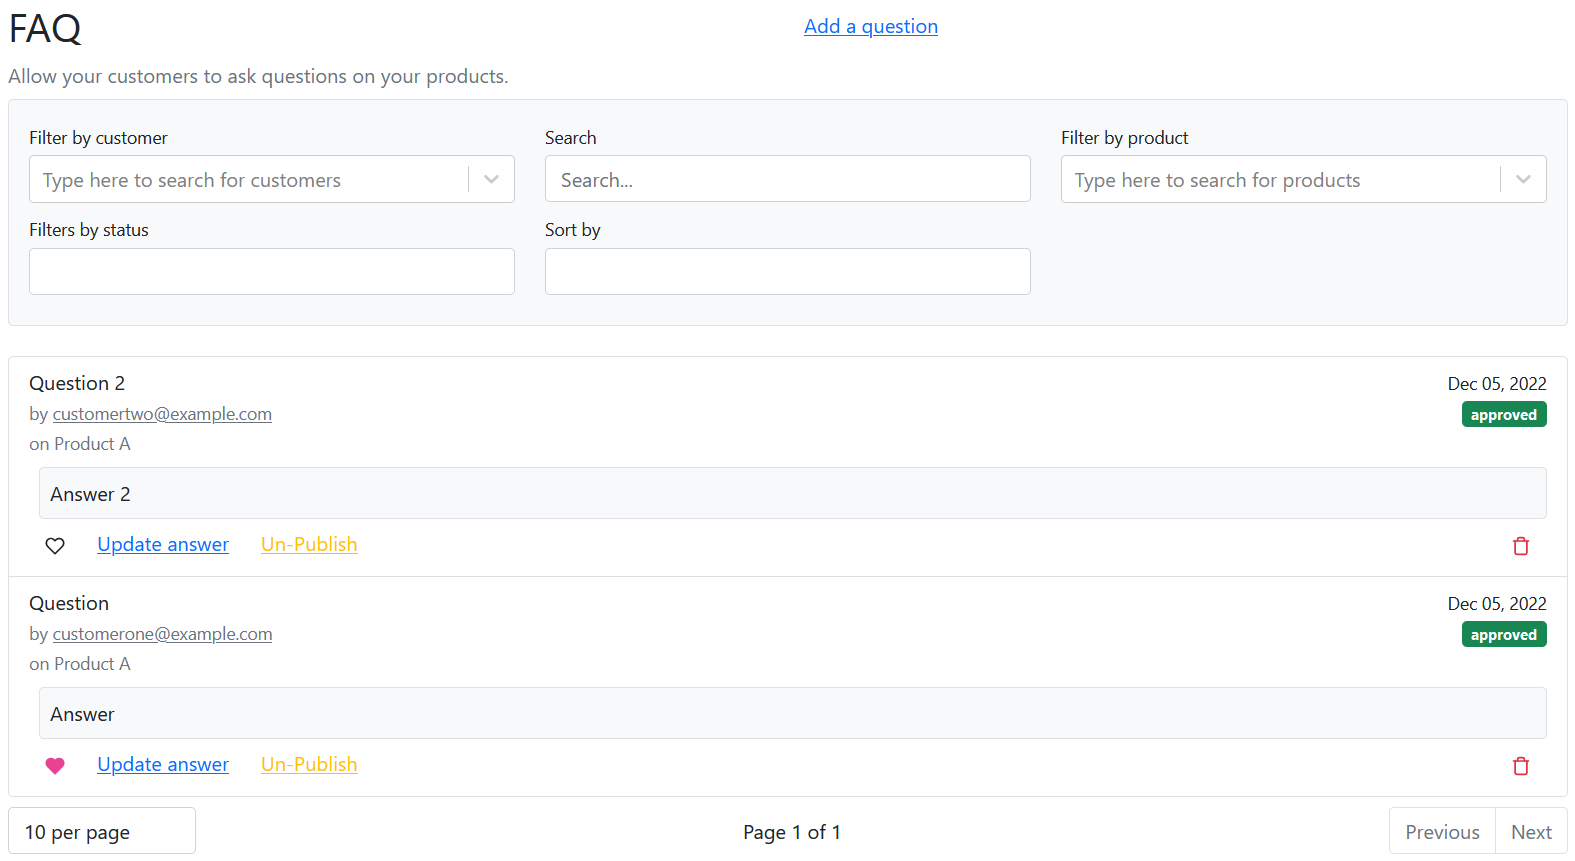 FAQ
Add a question
Allow your customers to ask questions on your products.
Filter by customer
Search
Filter by product
Type here to search for customers
Search...
Type here to search for products
Filters by status
Sort by
Question 2
Dec 05, 2022
by customertwo@example.com
approved
on Product A
Answer 2
Update answer
Un-Publish
Question
Dec 05, 2022
by customerone@example.com
approved
on Product A
Answer
Update answer
Un-Publish
10 per page
Page 1 of 1
Previous
Next